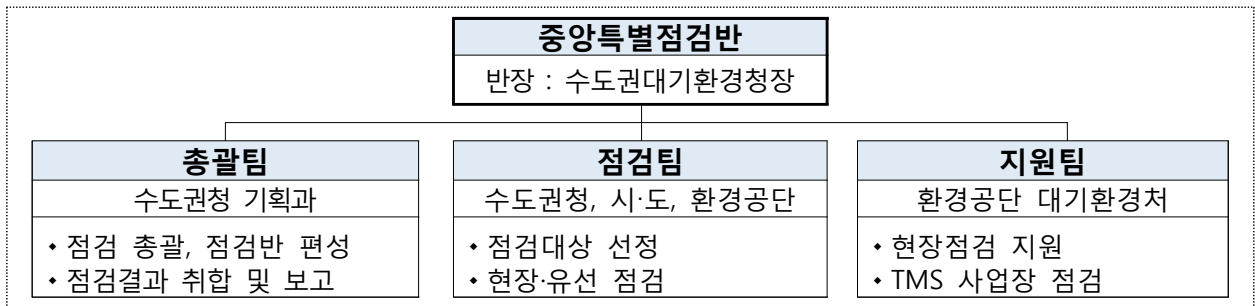 중앙특별점검반
반장 : 수도권대기환경청장
총괄팀
수도권청 기획과
◆ 점검 총괄, 점검반 편성
◆ 점검결과 취합 및 보고
점검팀
수도권청, 시·도, 환경공단
◆ 점검대상 선정
◆ 현장·유선 점검
지원팀
환경공단 대기환경처
◆ 현장점검 지원
◆ TMS 사업장 점검